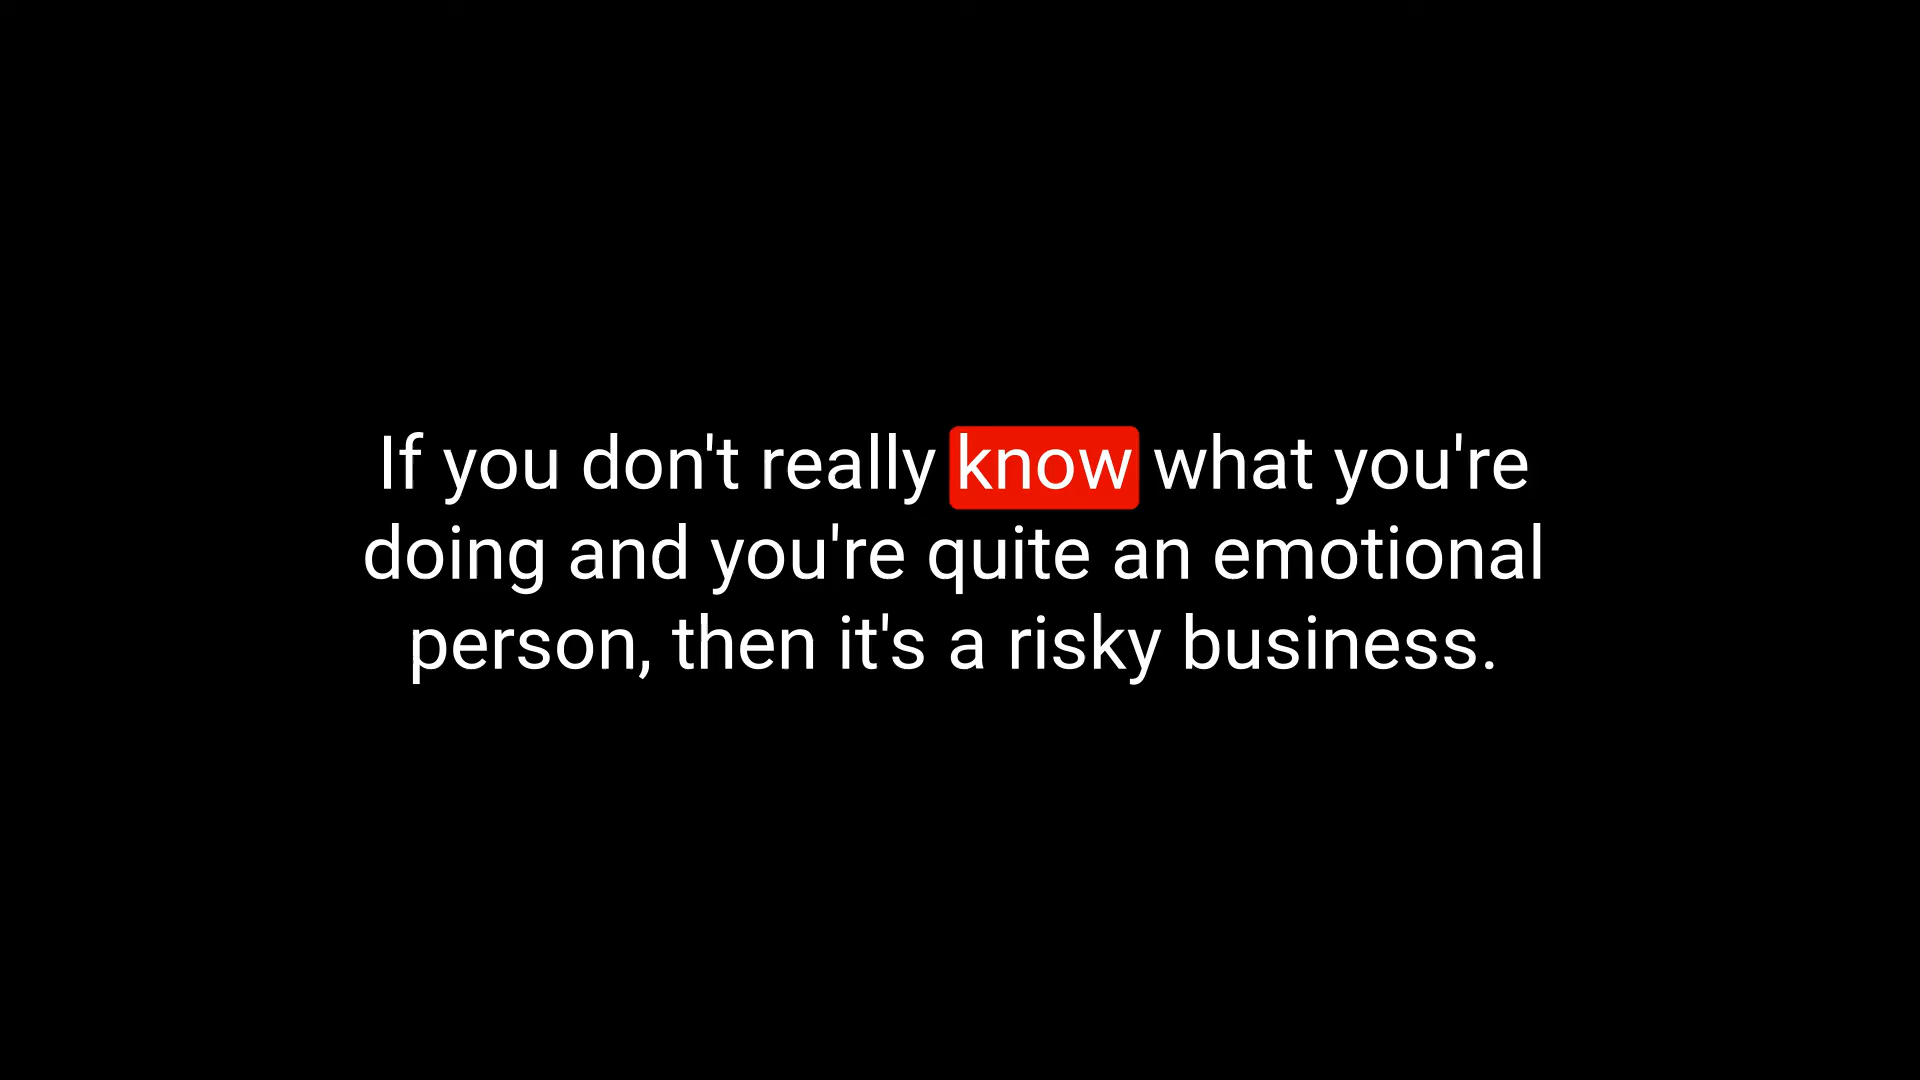 If you don't really know what you're
doing and you're quite an emotional
person, then it's a risky business.